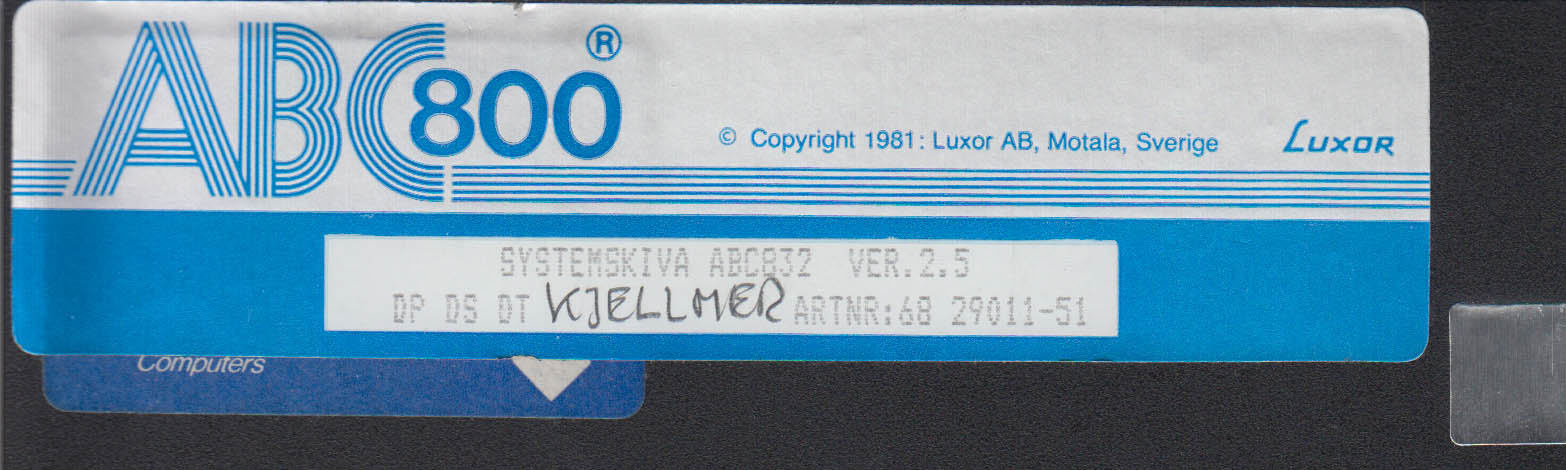 ABC800®
© Copyright 1981: Luxor AB, Motala, Sverige
LUXOR
SYSTEMSKIVA ABC832 VER.2.5
DP DS DT KJELLMER ARTNR:68 29011-51
Computers